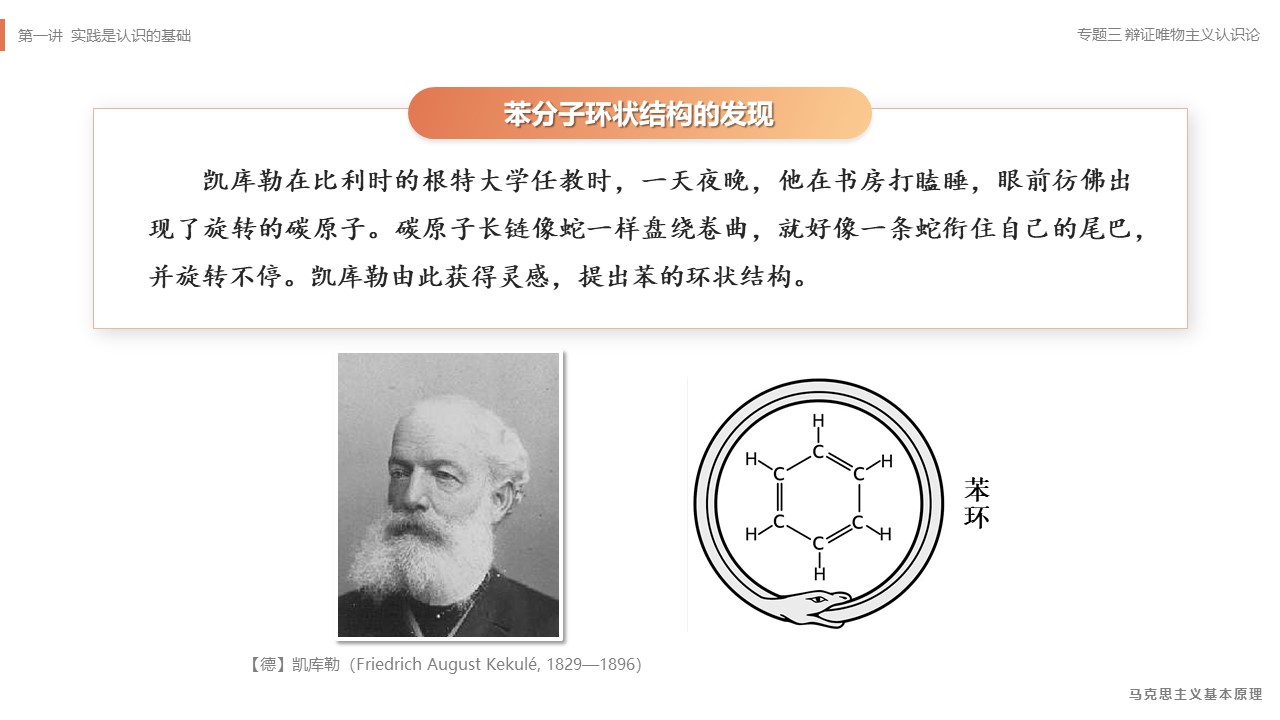 第一讲 实践是认识的基础
专题三 辩证唯物主义认识论
苯分子环状结构的发现
凯库勒在比利时的根特大学任教时，一天夜晚，他在书房打瞌睡，眼前彷佛出
现了旋转的碳原子。碳原子长链像蛇一样盘绕卷曲，就好像一条蛇衔住自己的尾巴，
并旋转不停。凯库勒由此获得灵感，提出苯的环状结构。
H
H
C
H
C
C
C
C
H
C
H
H
苯
环
【德】凯库勒（Friedrich August Kekulé, 1829—1896）
马克思主义基本原理